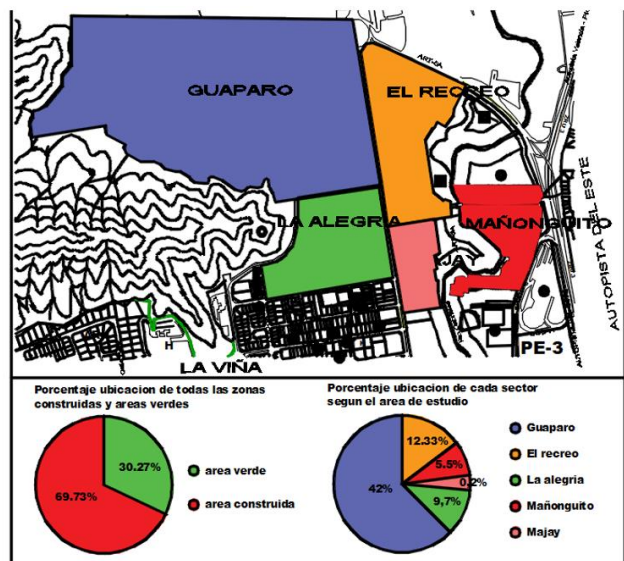 GUAPARO
ART-5A
EL RECREO
LA ALEGRIA
MAÑONGUITO
AUTOPISTA DEL ESTE
H
LA VIÑA
PE-3
Porcentaje ubicacion de todas las zonas
construidas y areas verdes
30.27%
69.73%
area verde
area construida
Porcentaje ubicacion de cada sector
segun el area de estudio
12.33%
5.5%
0.2%
9,7%
42%
Guaparo
El recreo
La alegria
Mañonguito
Majay